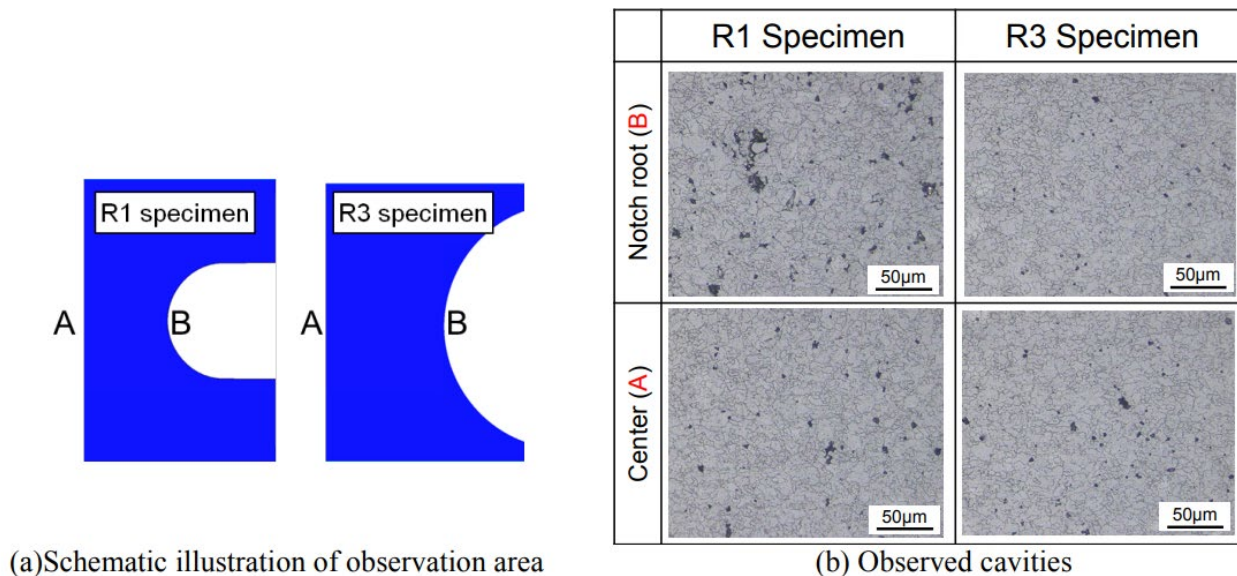 R1 specimen
R3 specimen
A
B
A
B
(a)Schematic illustration of observation area
R1 Specimen
R3 Specimen
Notch root (B)
50μm
50μm
Center (A)
50μm
50μm
(b) Observed cavities